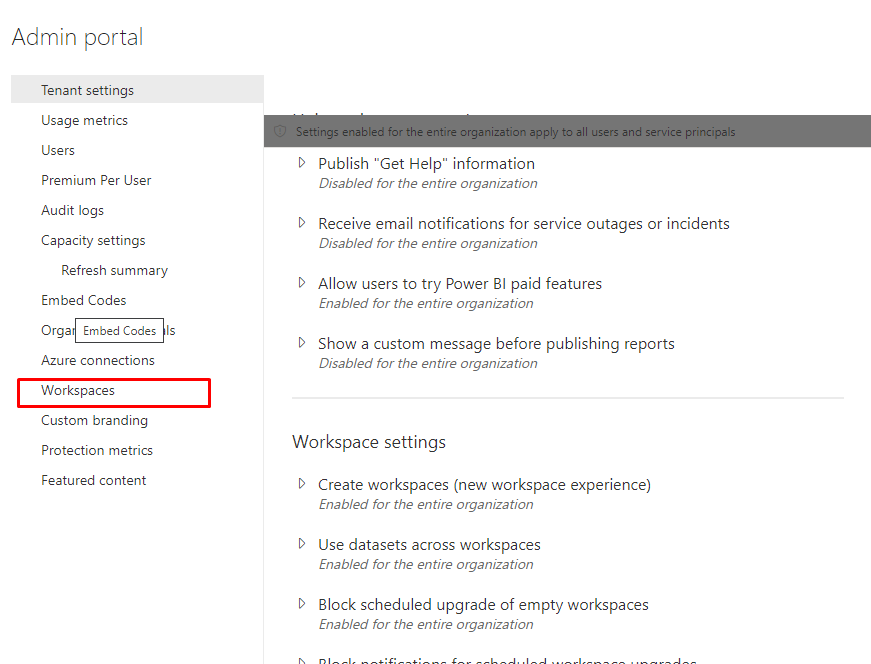 Admin portal
Tenant settings
Usage metrics
Users
Premium Per User
Audit logs
Capacity settings
Refresh summary
Embed Codes
Embed Codes
Azure connections
Workspaces
Custom branding
Protection metrics
Featured content
Settings enabled for the entire organization apply to all users and service principals
Publish "Get Help" information
Disabled for the entire organization
Receive email notifications for service outages or incidents
Disabled for the entire organization
Allow users to try Power BI paid features
Enabled for the entire organization
Show a custom message before publishing reports
Disabled for the entire organization
Workspace settings
Create workspaces (new workspace experience)
Enabled for the entire organization
Use datasets across workspaces
Enabled for the entire organization
Block scheduled upgrade of empty workspaces
Enabled for the entire organization
Block notifications for scheduled workspace upgrades